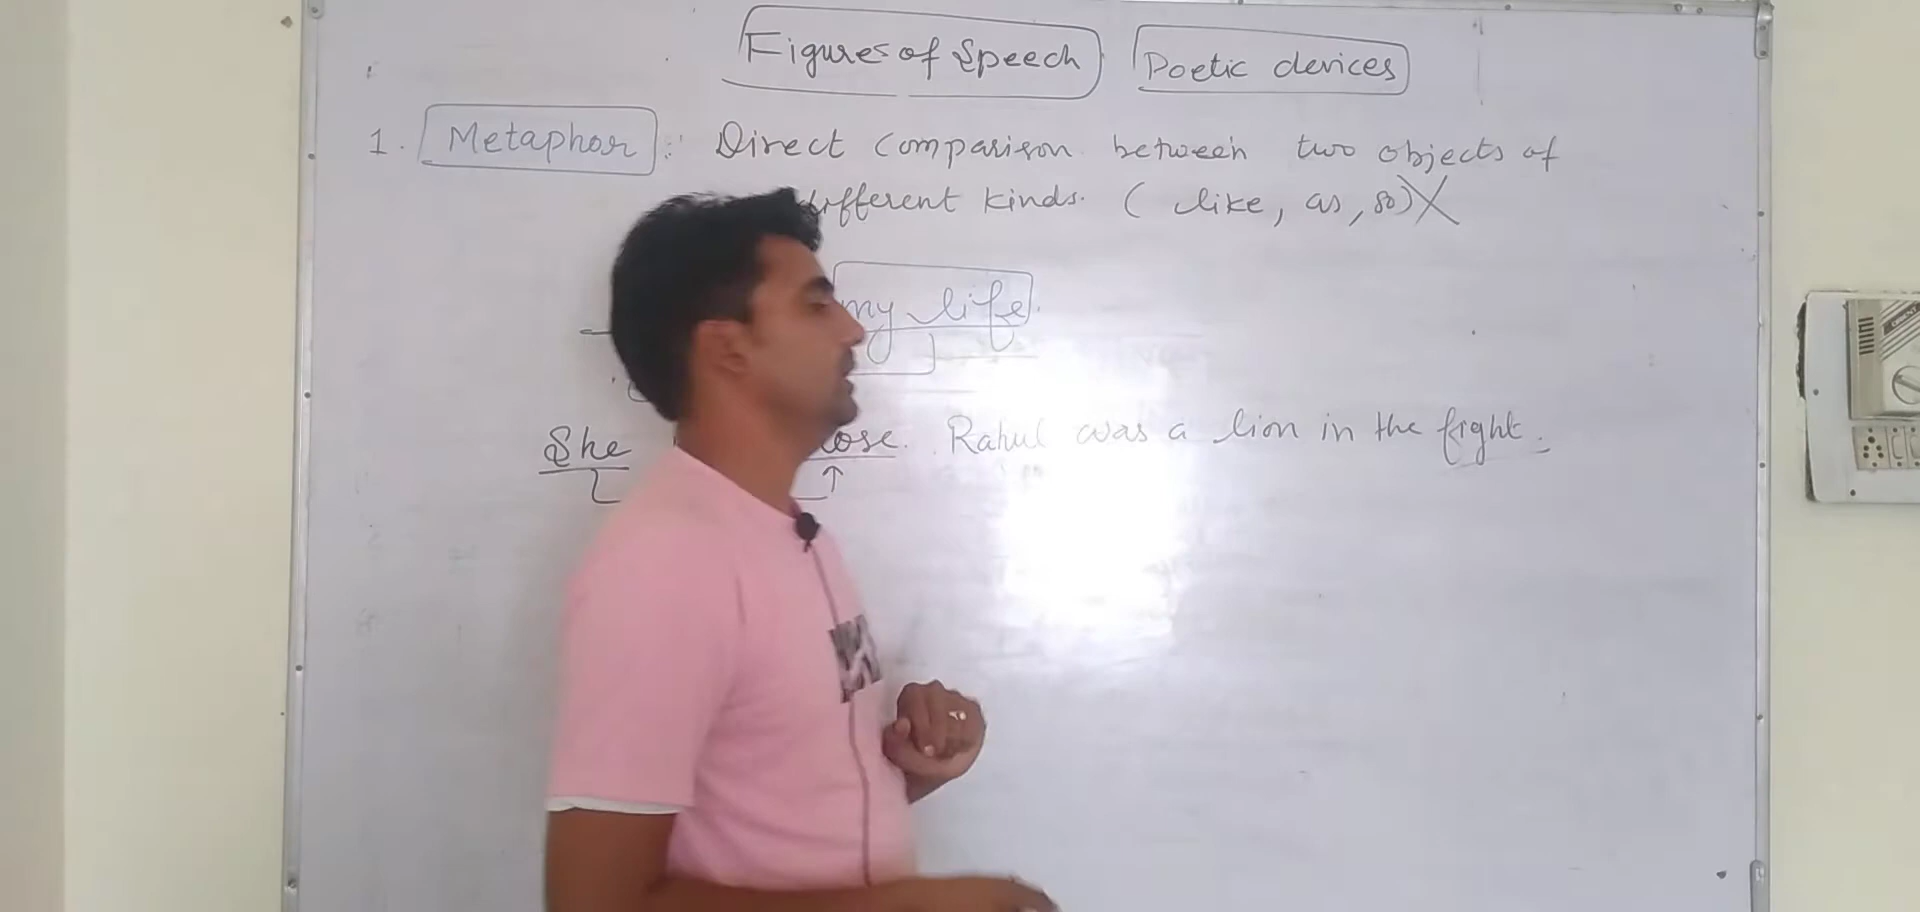 Figures of Speech Poetic devices
1. Metaphor : Direct comparison between two objects of
different kinds. ( like, as, so) X
my life.
She ose. Rahul was a lion in the fight.